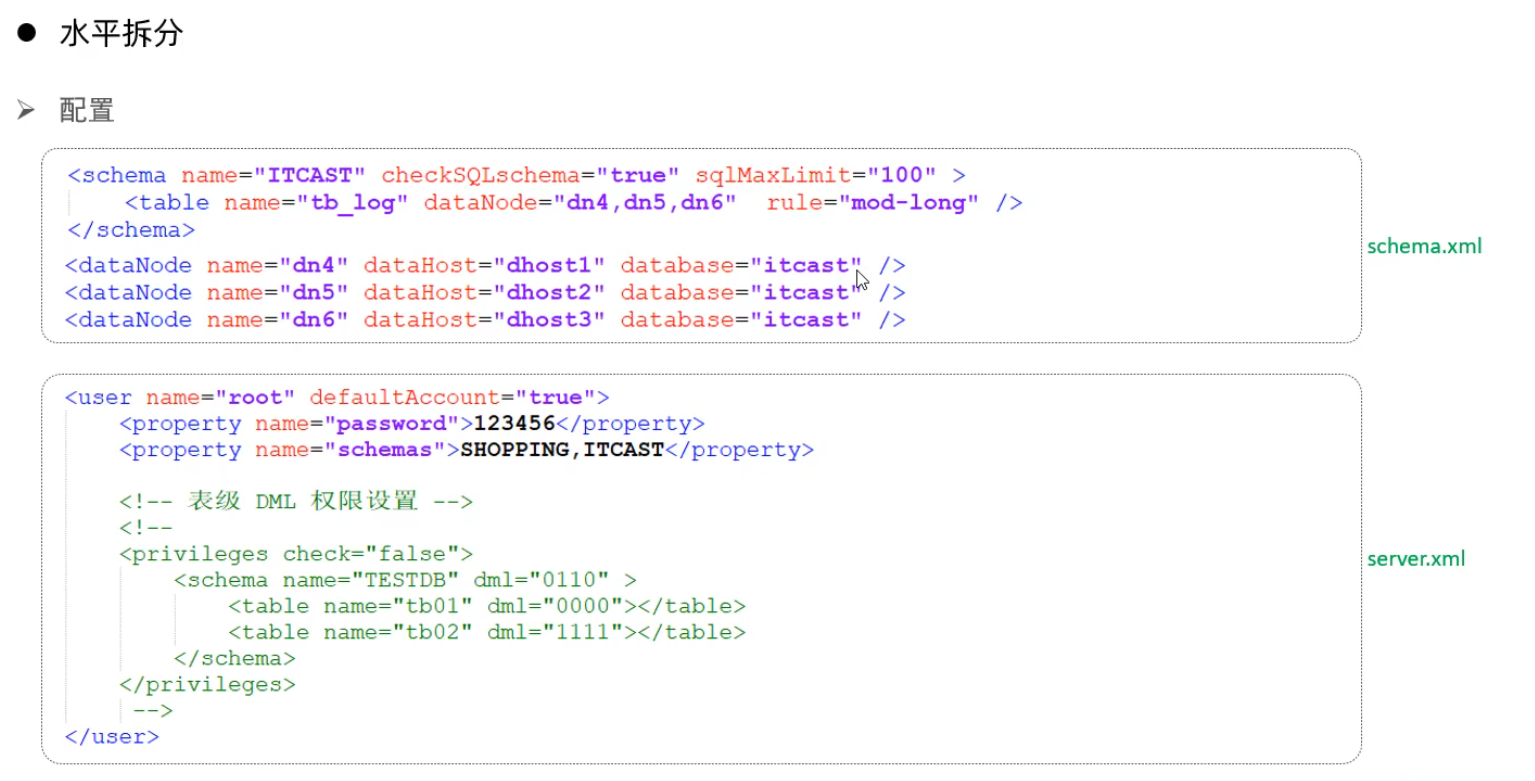 水平拆分
配置
<schema name="ITCAST" checkSQLschema="true" sqlMaxLimit="100" >
<table name="tb_log" dataNode="dn4,dn5,dn6" rule="mod-long" />
</schema>
<dataNode name="dn4" dataHost="dhost1" database="itcast" />
<dataNode name="dn5" dataHost="dhost2" database="itcast" />
<dataNode name="dn6" dataHost="dhost3" database="itcast" />
schema.xml
<user name="root" defaultAccount="true">
<property name="password">123456</property>
<property name="schemas">SHOPPING,ITCAST</property>
<!-- 表级 DML 权限设置 -->
<!--
<privileges check="false">
<schema name="TESTDB" dml="0110" >
<table name="tb01" dml="0000"></table>
<table name="tb02" dml="1111"></table>
</schema>
</privileges>
-->
</user>
server.xml